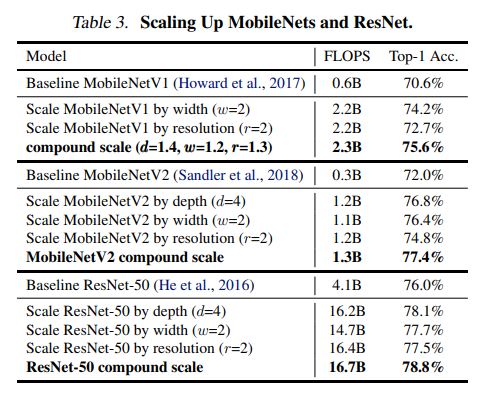 Table 3. Scaling Up MobileNets and ResNet.
Model FLOPS Top-1 Acc.
Baseline MobileNetV1 (Howard et al., 2017) 0.6B 70.6%
Scale MobileNetV1 by width (w=2) 2.2B 74.2%
Scale MobileNetV1 by resolution (r=2) 2.2B 72.7%
compound scale (d=1.4, w=1.2, r=1.3) 2.3B 75.6%
Baseline MobileNetV2 (Sandler et al., 2018) 0.3B 72.0%
Scale MobileNetV2 by depth (d=4) 1.2B 76.8%
Scale MobileNetV2 by width (w=2) 1.1B 76.4%
Scale MobileNetV2 by resolution (r=2) 1.2B 74.8%
MobileNetV2 compound scale 1.3B 77.4%
Baseline ResNet-50 (He et al., 2016) 4.1B 76.0%
Scale ResNet-50 by depth (d=4) 16.2B 78.1%
Scale ResNet-50 by width (w=2) 14.7B 77.7%
Scale ResNet-50 by resolution (r=2) 16.4B 77.5%
ResNet-50 compound scale 16.7B 78.8%